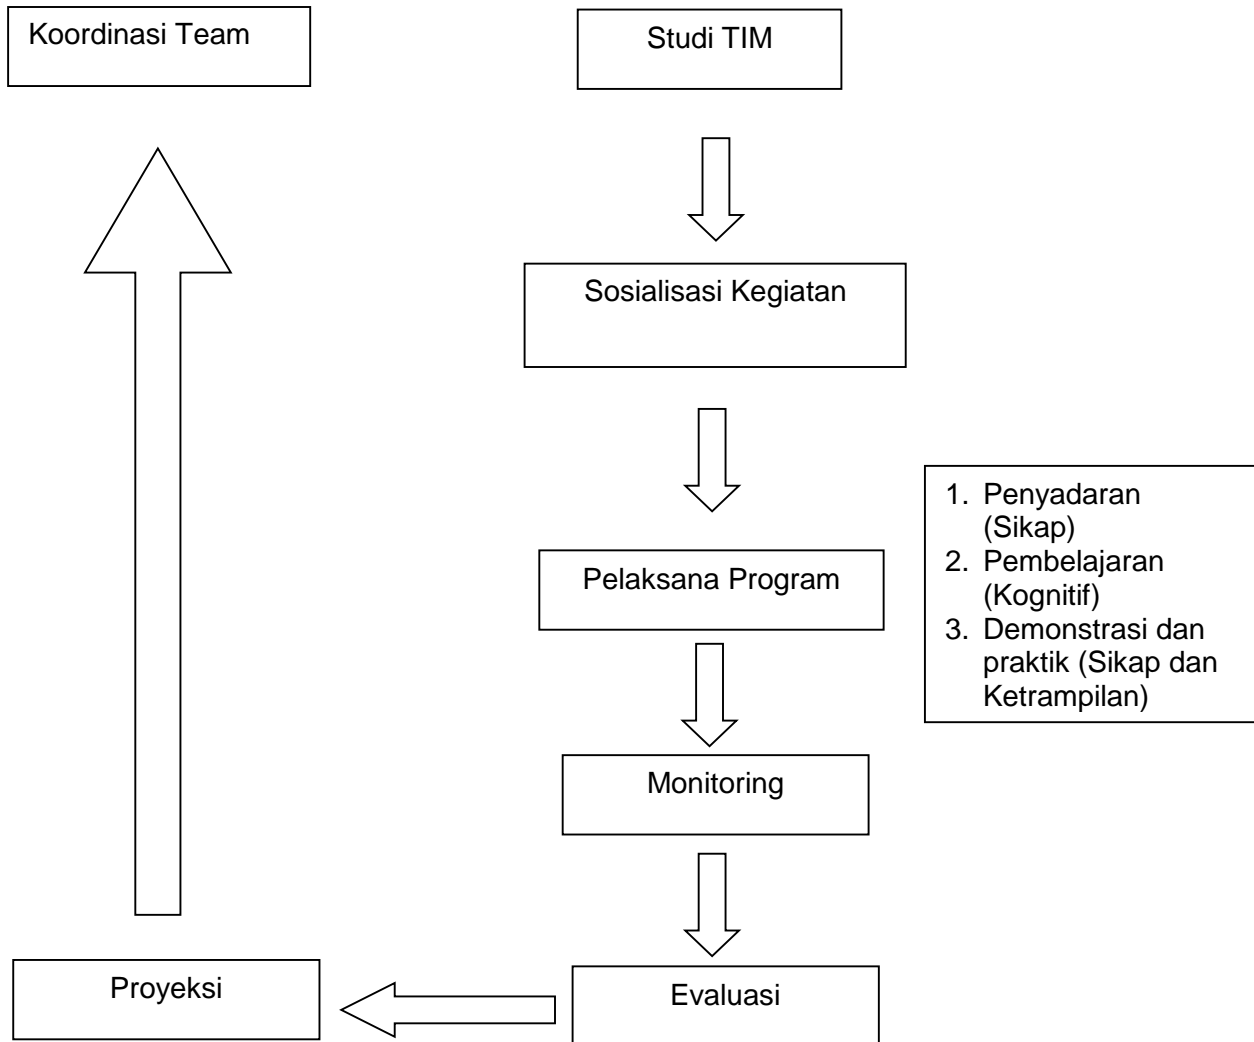 Koordinasi Team
Studi TIM
Sosialisasi Kegiatan
Pelaksana Program
1. Penyadaran
(Sikap)
2. Pembelajaran
(Kognitif)
3. Demonstrasi dan
praktik (Sikap dan
Ketrampilan)
Monitoring
Evaluasi
Proyeksi